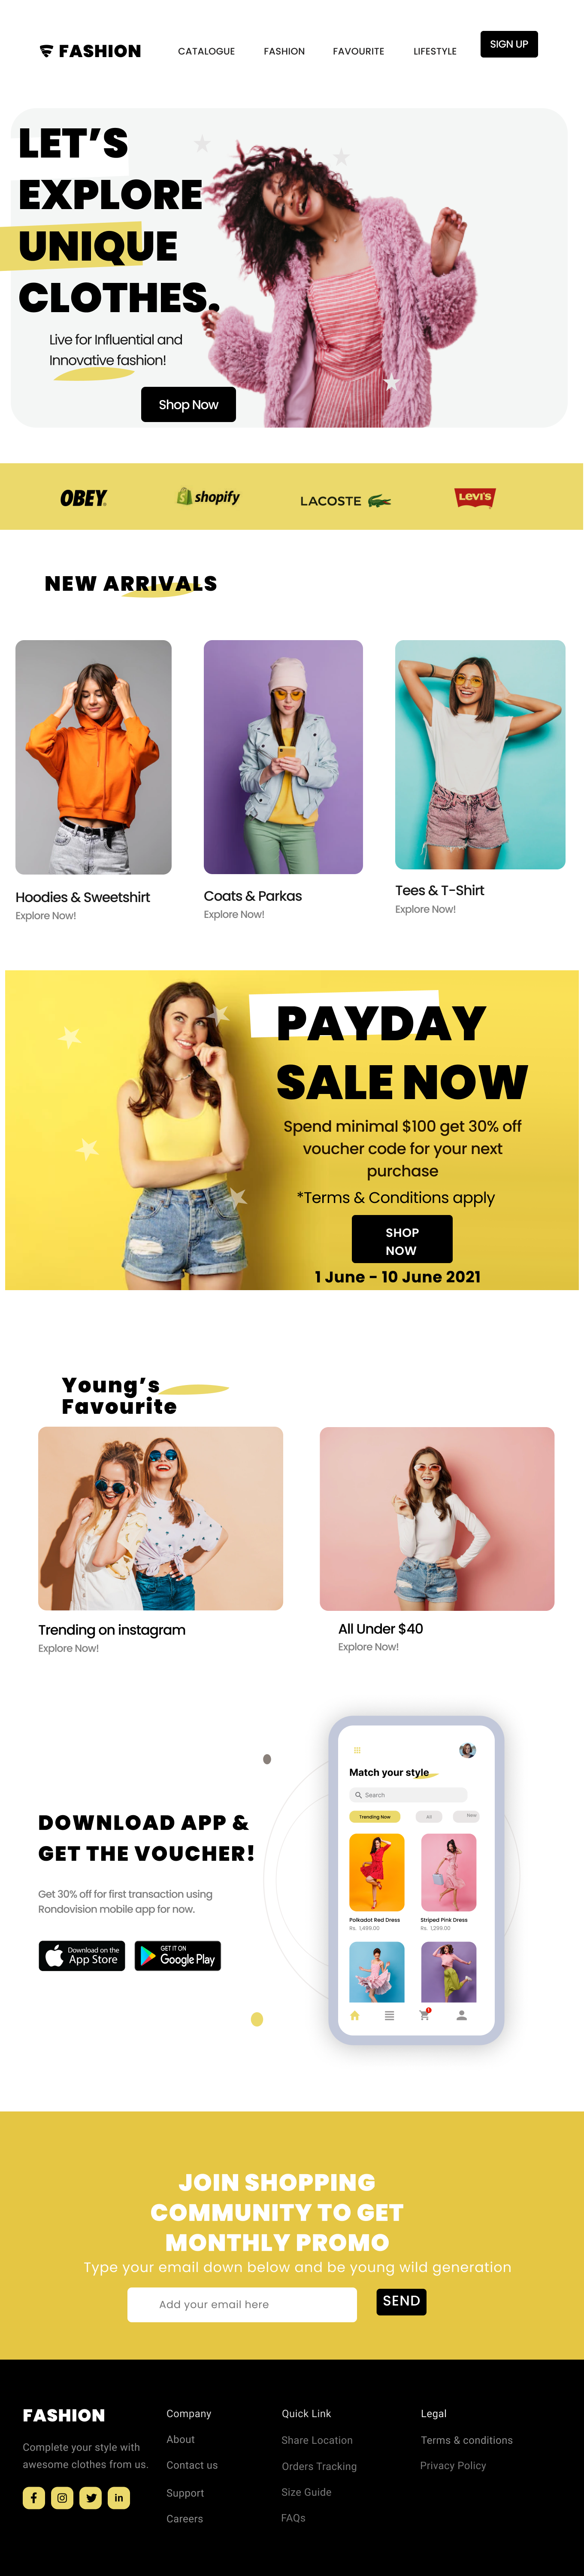 FASHION
CATALOGUE
FASHION
FAVOURITE
LIFESTYLE
SIGN UP
LET’S
EXPLORE
UNIQUE
CLOTHES.
Live for Influential and
Innovative fashion!
Shop Now
OBEY
shopify
LACOSTE
LEVI'S
NEW ARRIVALS
Hoodies & Sweetshirt
Explore Now!
Coats & Parkas
Explore Now!
Tees & T-Shirt
Explore Now!
PAYDAY
SALE NOW
Spend minimal $100 get 30% off
voucher code for your next
purchase
*Terms & Conditions apply
SHOP
NOW
1 June - 10 June 2021
Young’s
Favourite
Trending on instagram
Explore Now!
All Under $40
Explore Now!
DOWNLOAD APP &
GET THE VOUCHER!
Get 30% off for first transaction using
Rondovision mobile app for now.
Download on the
App Store
GET IT ON
Google Play
Match your style
Search
Trending Now
All
New
Polkadot Red Dress
Rs. 1,499.00
Striped Pink Dress
Rs. 1,299.00
JOIN SHOPPING
COMMUNITY TO GET
MONTHLY PROMO
Type your email down below and be young wild generation
Add your email here
SEND
FASHION
Complete your style with
awesome clothes from us.
in
Company
About
Contact us
Support
Careers
Quick Link
Share Location
Orders Tracking
Size Guide
FAQs
Legal
Terms & conditions
Privacy Policy